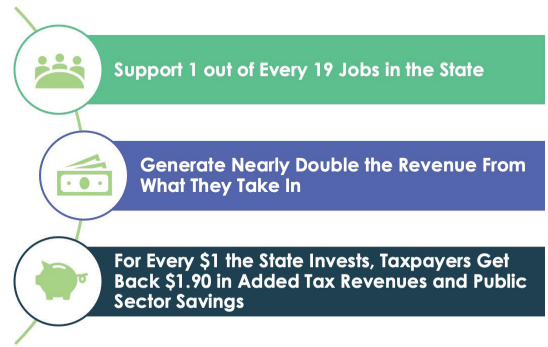 Support 1 out of Every 19 Jobs in the State
Generate Nearly Double the Revenue From
What They Take In
For Every $1 the State Invests, Taxpayers Get
Back $1.90 in Added Tax Revenues and Public
Sector Savings